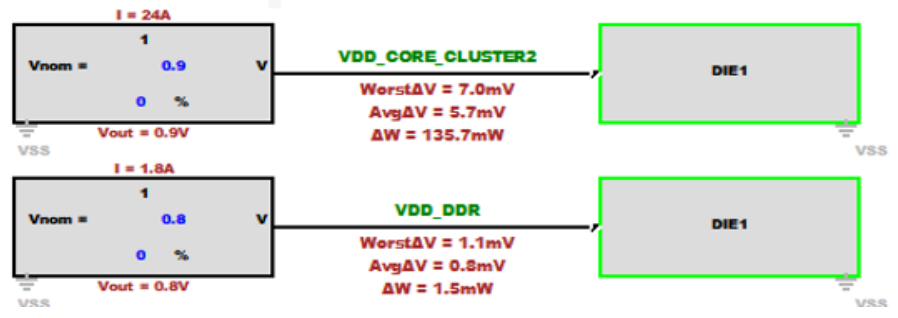 I = 24A
1
Vnom = 0.9 V
0 %
Vout = 0.9V
VSS
VDD_CORE_CLUSTER2
WorstΔV = 7.0mV
AvgΔV = 5.7mV
ΔW = 135.7mW
DIE1
VSS
I = 1.8A
1
Vnom = 0.8 V
0 %
Vout = 0.8V
VSS
VDD_DDR
WorstΔV = 1.1mV
AvgΔV = 0.8mV
ΔW = 1.5mW
DIE1
VSS